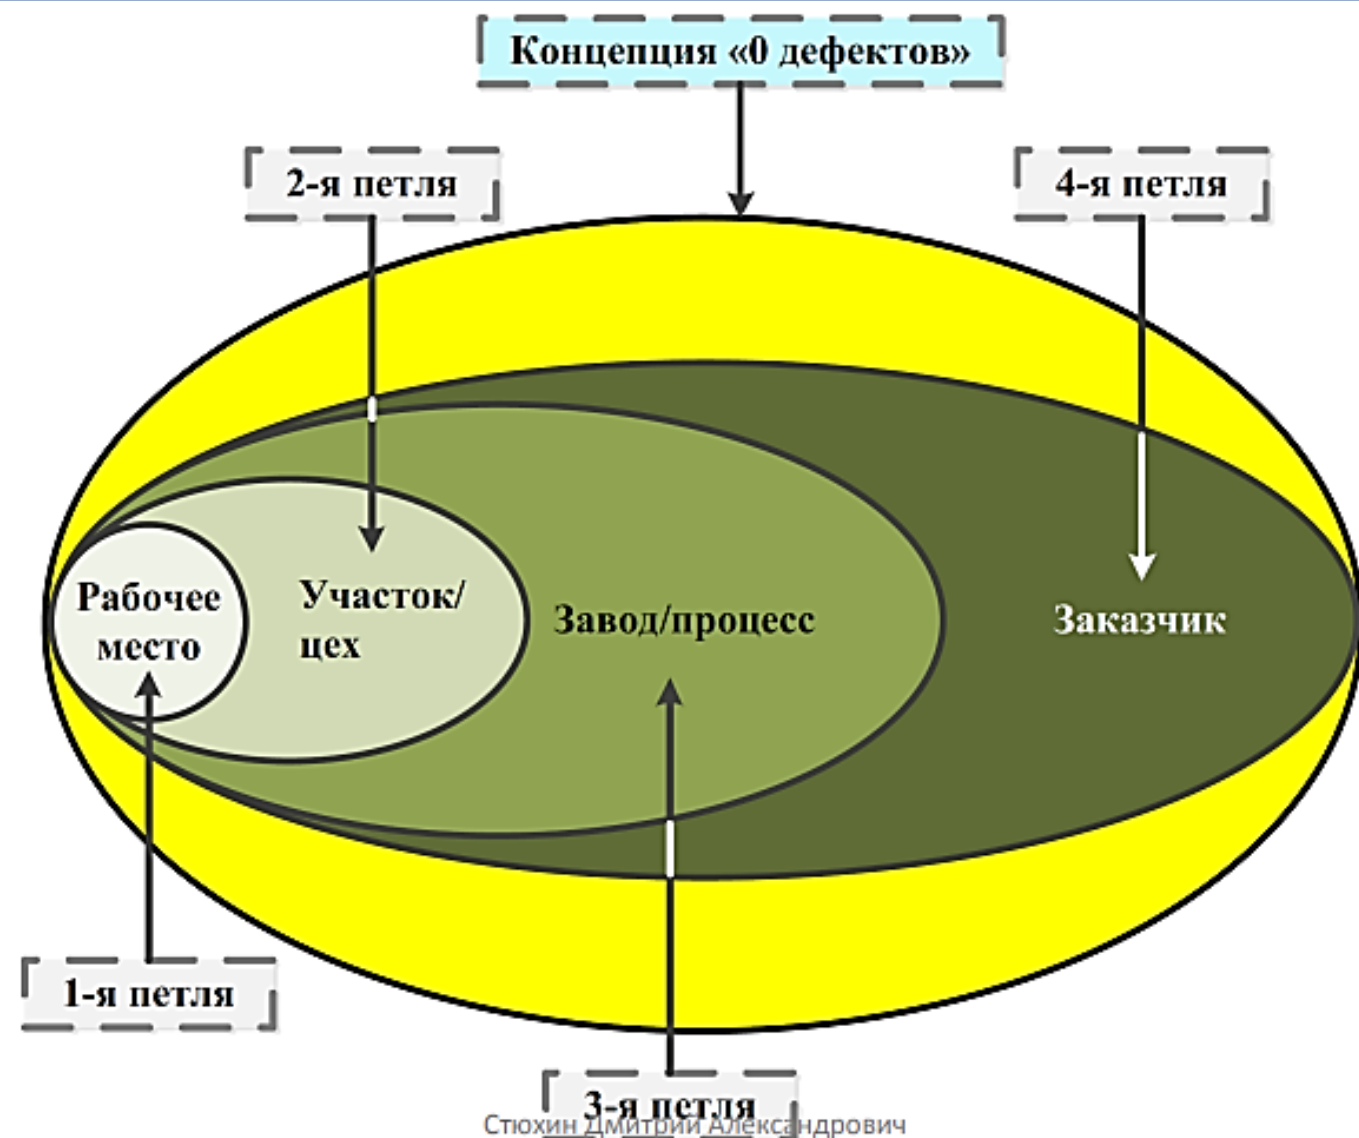 Концепция «0 дефектов»
2-я петля
4-я петля
Рабочее
место
Участок/
цех
Завод/процесс
Заказчик
1-я петля
3-я петля
Стюхин Дмитрий Александрович